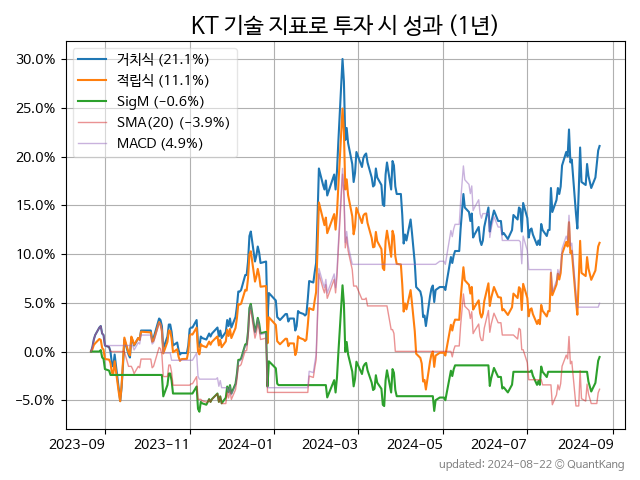 KT 기술 지표로 투자 시 성과 (1년)
거치식 (21.1%)
적립식 (11.1%)
SigM (−0.6%)
SMA(20) (−3.9%)
MACD (4.9%)
30.0%
25.0%
20.0%
15.0%
10.0%
5.0%
0.0%
−5.0%
2023-09 2023-11 2024-01 2024-03 2024-05 2024-07 2024-09
updated: 2024-08-22 © QuantKang